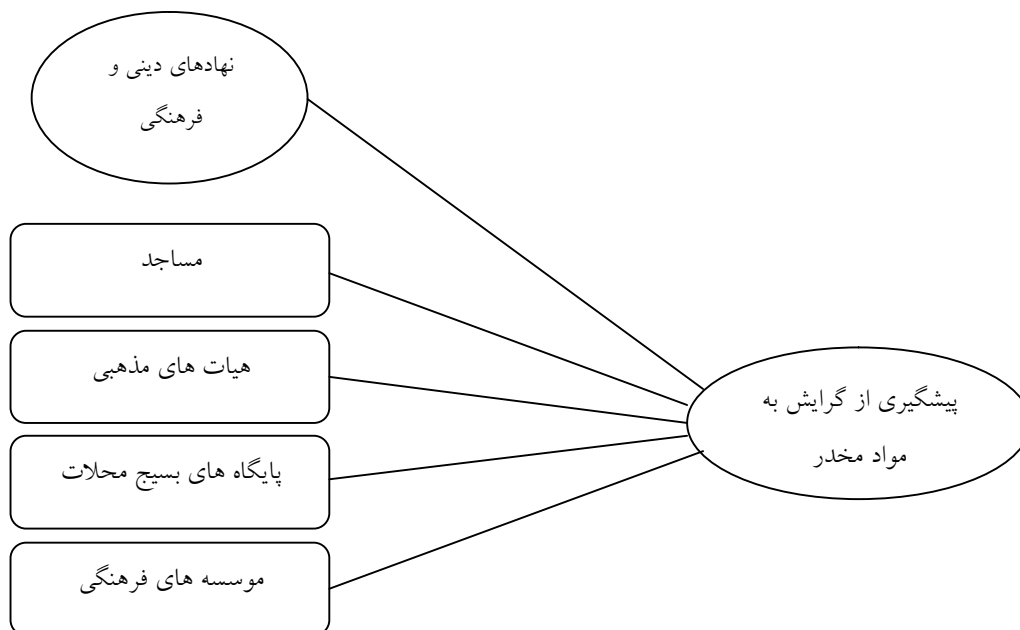 نهادهای دینی و
فرهنگی
مساجد
هیات های مذهبی
پایگاه های بسیج محلات
موسسه های فرهنگی
پیشگیری از گرایش به
مواد مخدر